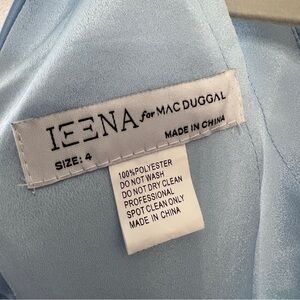 IEENA for MAC DUGGAL
SIZE: 4
MADE IN CHINA
100%POLYESTER
DO NOT WASH
DO NOT DRY CLEAN
PROFESSIONAL
SPOT CLEAN ONLY
MADE IN CHINA